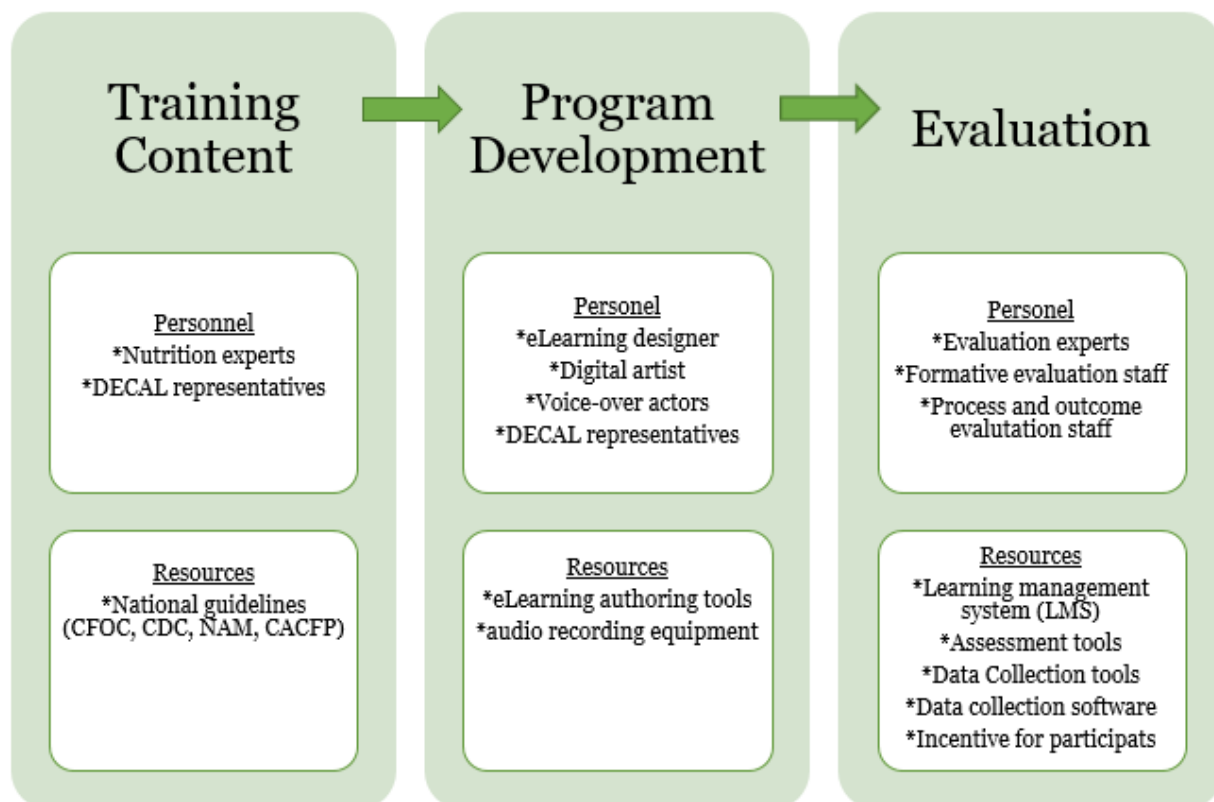 Training
Content
Program
Development
Evaluation
Personnel
*Nutrition experts
*DECAL representatives
Personel
*eLearning designer
*Digital artist
*Voice-over actors
*DECAL representatives
Personel
*Evaluation experts
*Formative evaluation staff
*Process and outcome
evalutation staff
Resources
*National guidelines
(CFOC, CDC, NAM, CACFP)
Resources
*eLearning authoring tools
*audio recording equipment
Resources
*Learning management
system (LMS)
*Assessment tools
*Data Collection tools
*Data collection software
*Incentive for participats